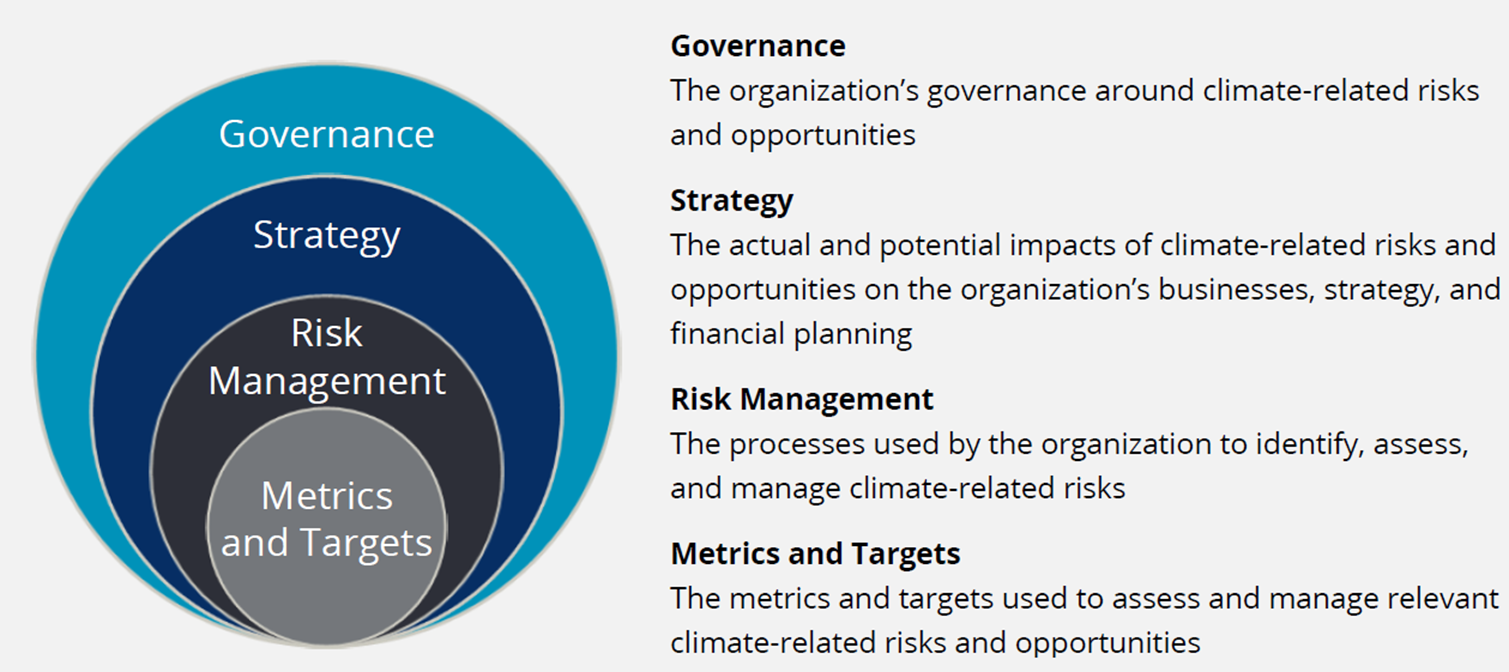 Governance
Strategy
Risk
Management
Metrics
and Targets
Governance
The organization’s governance around climate-related risks
and opportunities
Strategy
The actual and potential impacts of climate-related risks and
opportunities on the organization’s businesses, strategy, and
financial planning
Risk Management
The processes used by the organization to identify, assess,
and manage climate-related risks
Metrics and Targets
The metrics and targets used to assess and manage relevant
climate-related risks and opportunities